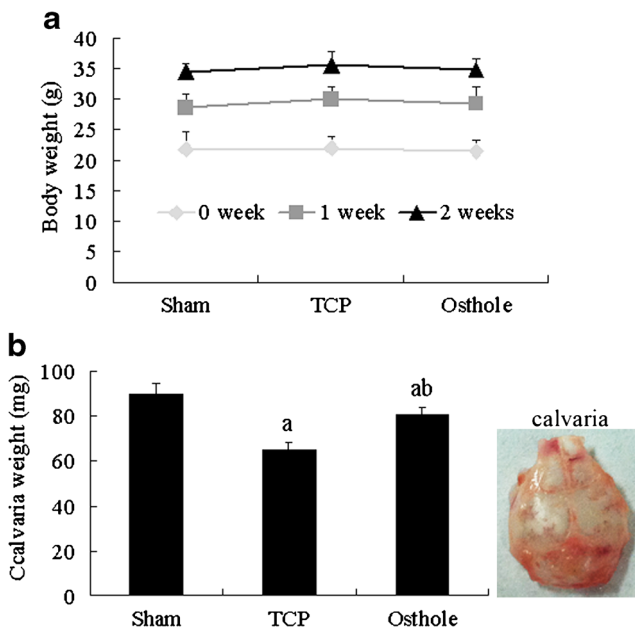 a
Body weight (g)
40
35
30
25
20
15
10
5
0
0 week 1 week 2 weeks
Sham TCP Osthole
b
Ccalvaria weight (mg)
100
80
60
40
20
0
a
ab
Sham TCP Osthole
calvaria